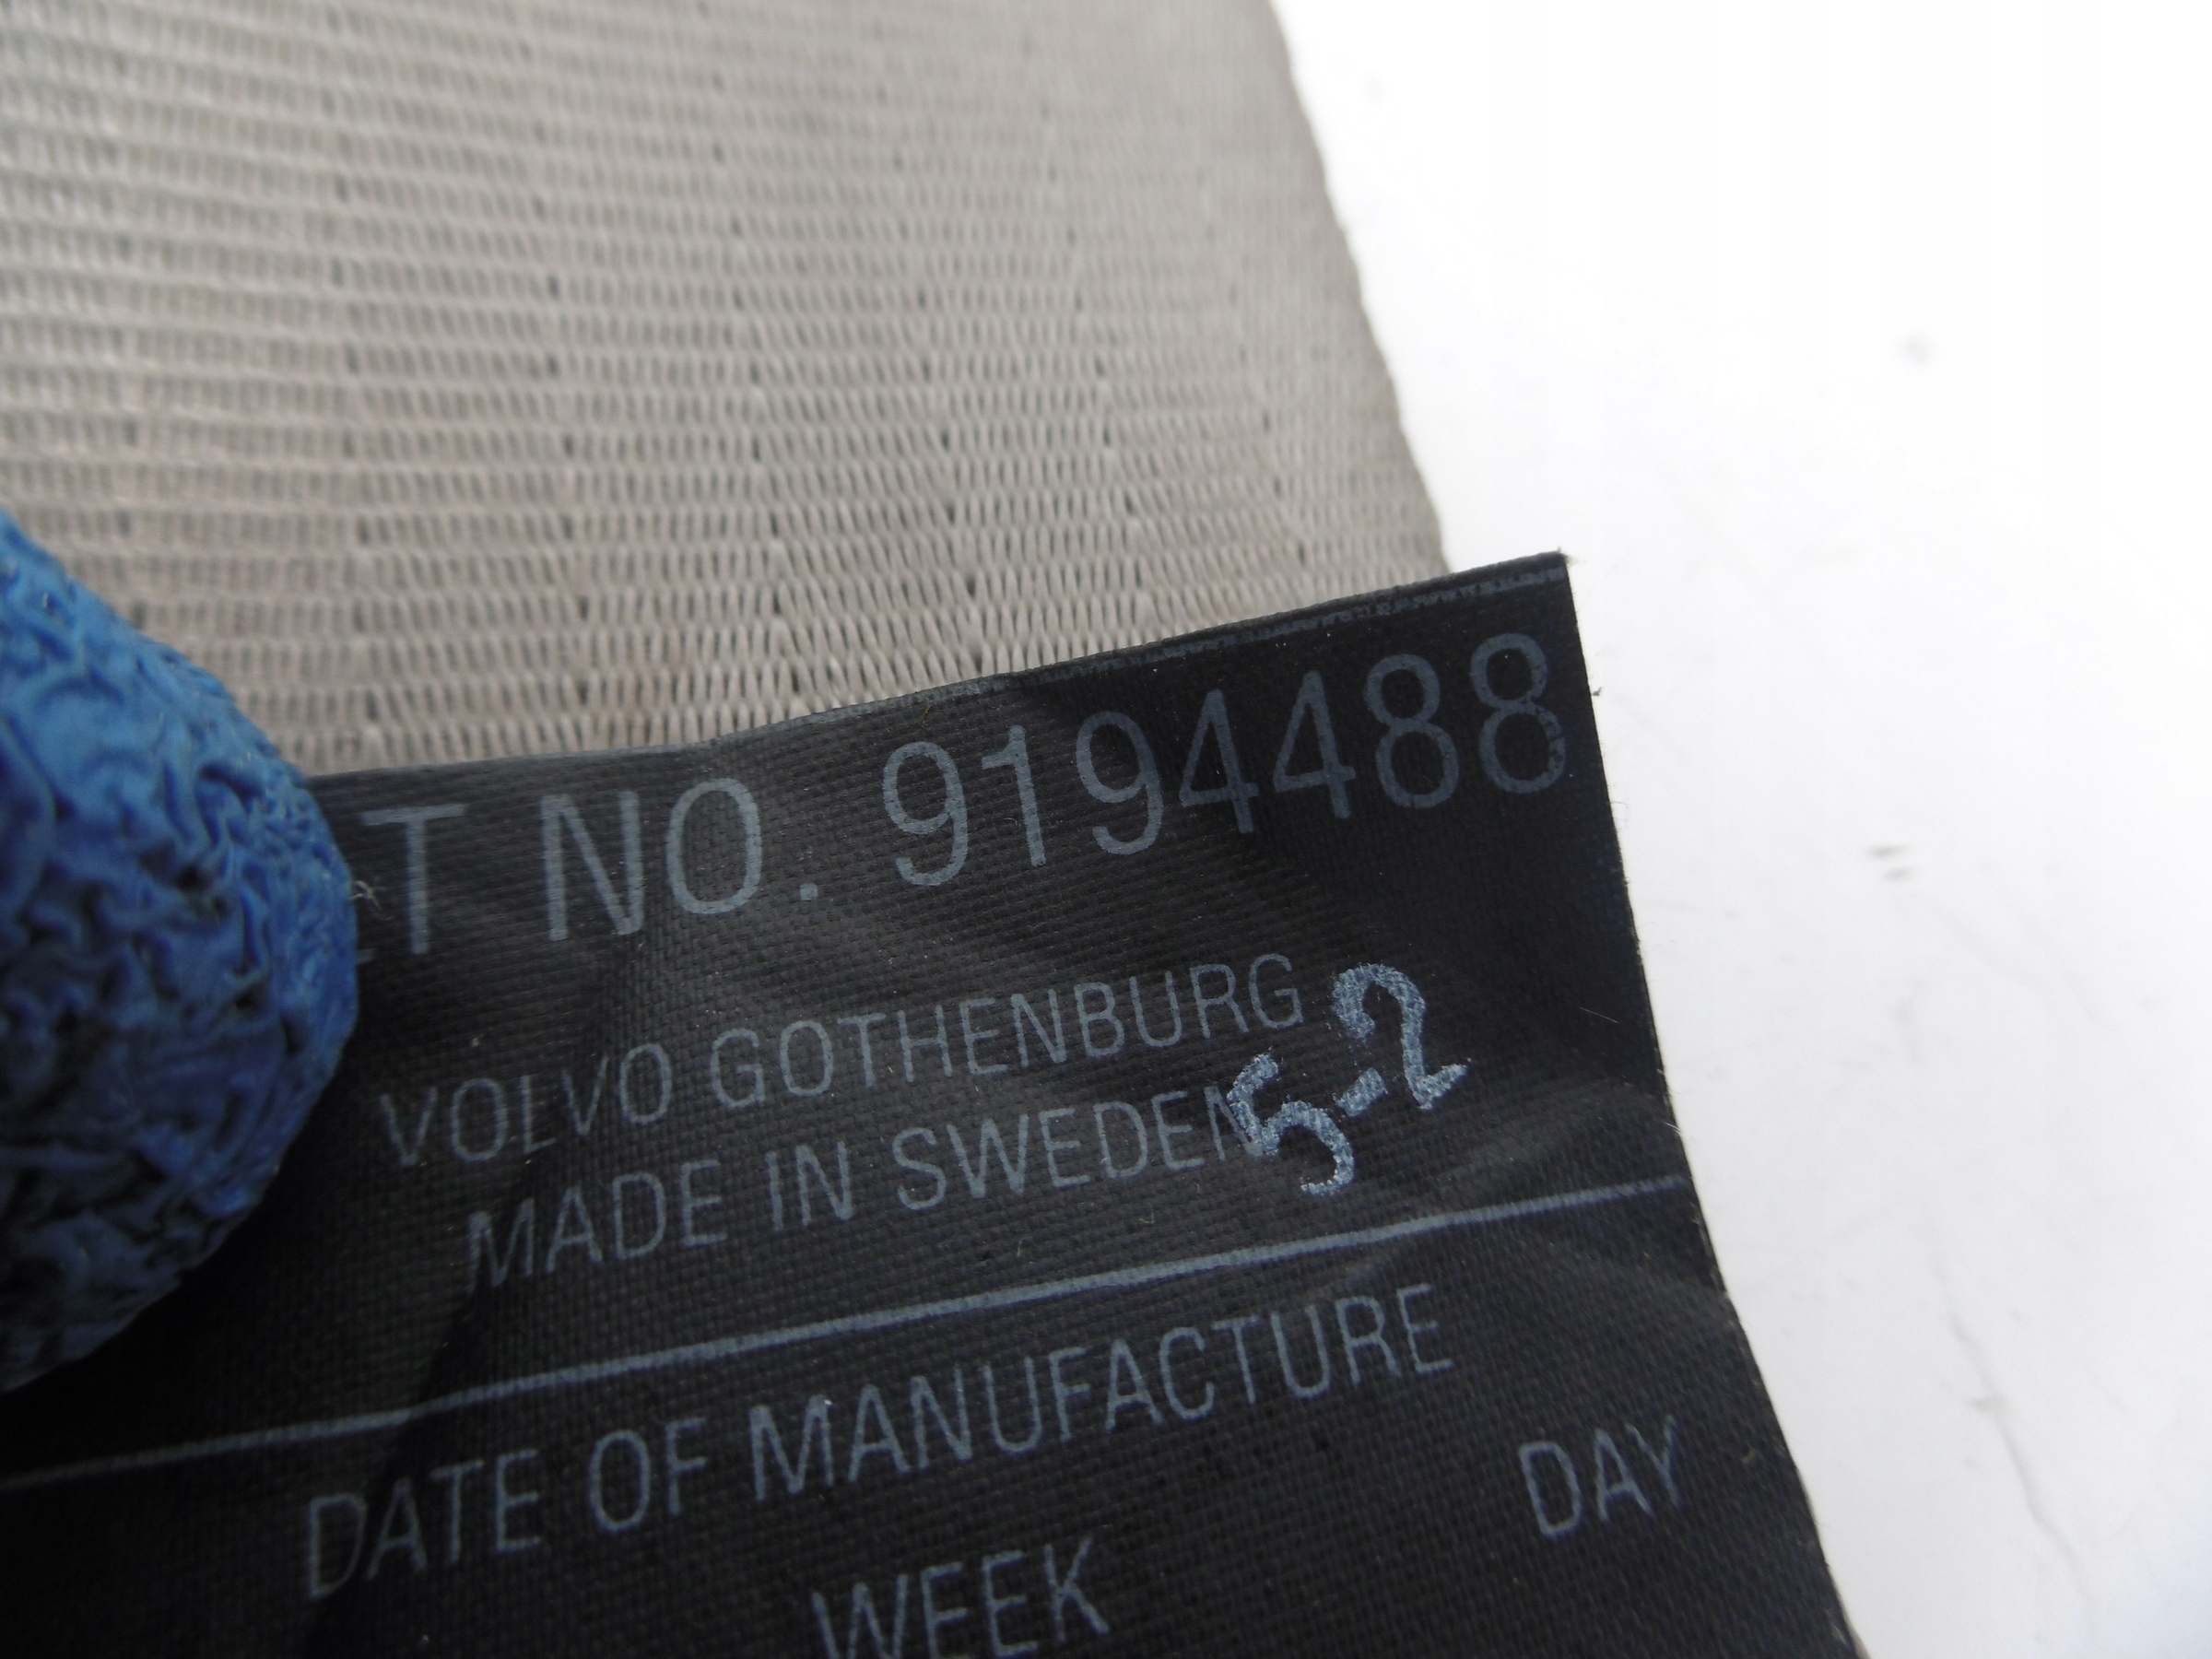 T NO. 9194488
VOLVO GOTHENBURG
MADE IN SWEDEN 5-2
DATE OF MANUFACTURE
WEEK DAY